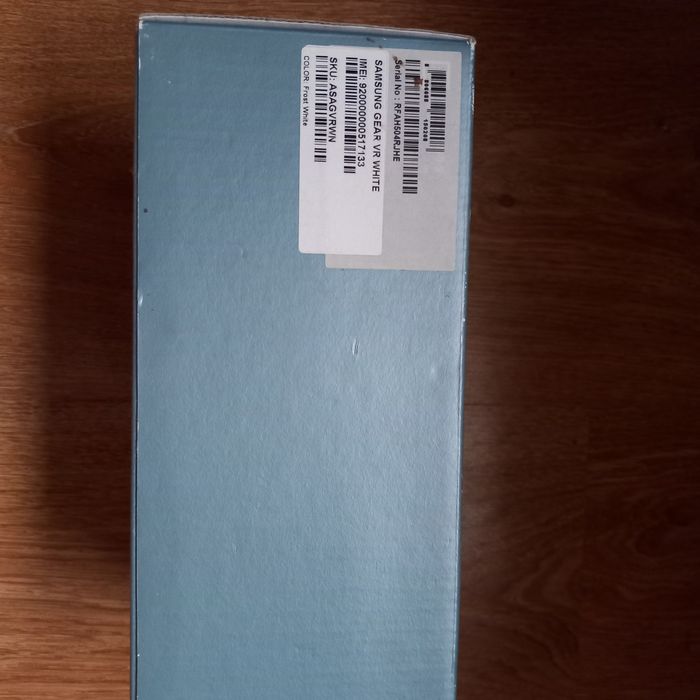 SAMSUNG GEAR VR WHITE
IMEI: 920000000517133
SKU: ASAGVRWN
COLOR: Frost White
Serial No : RFAH504RJHE